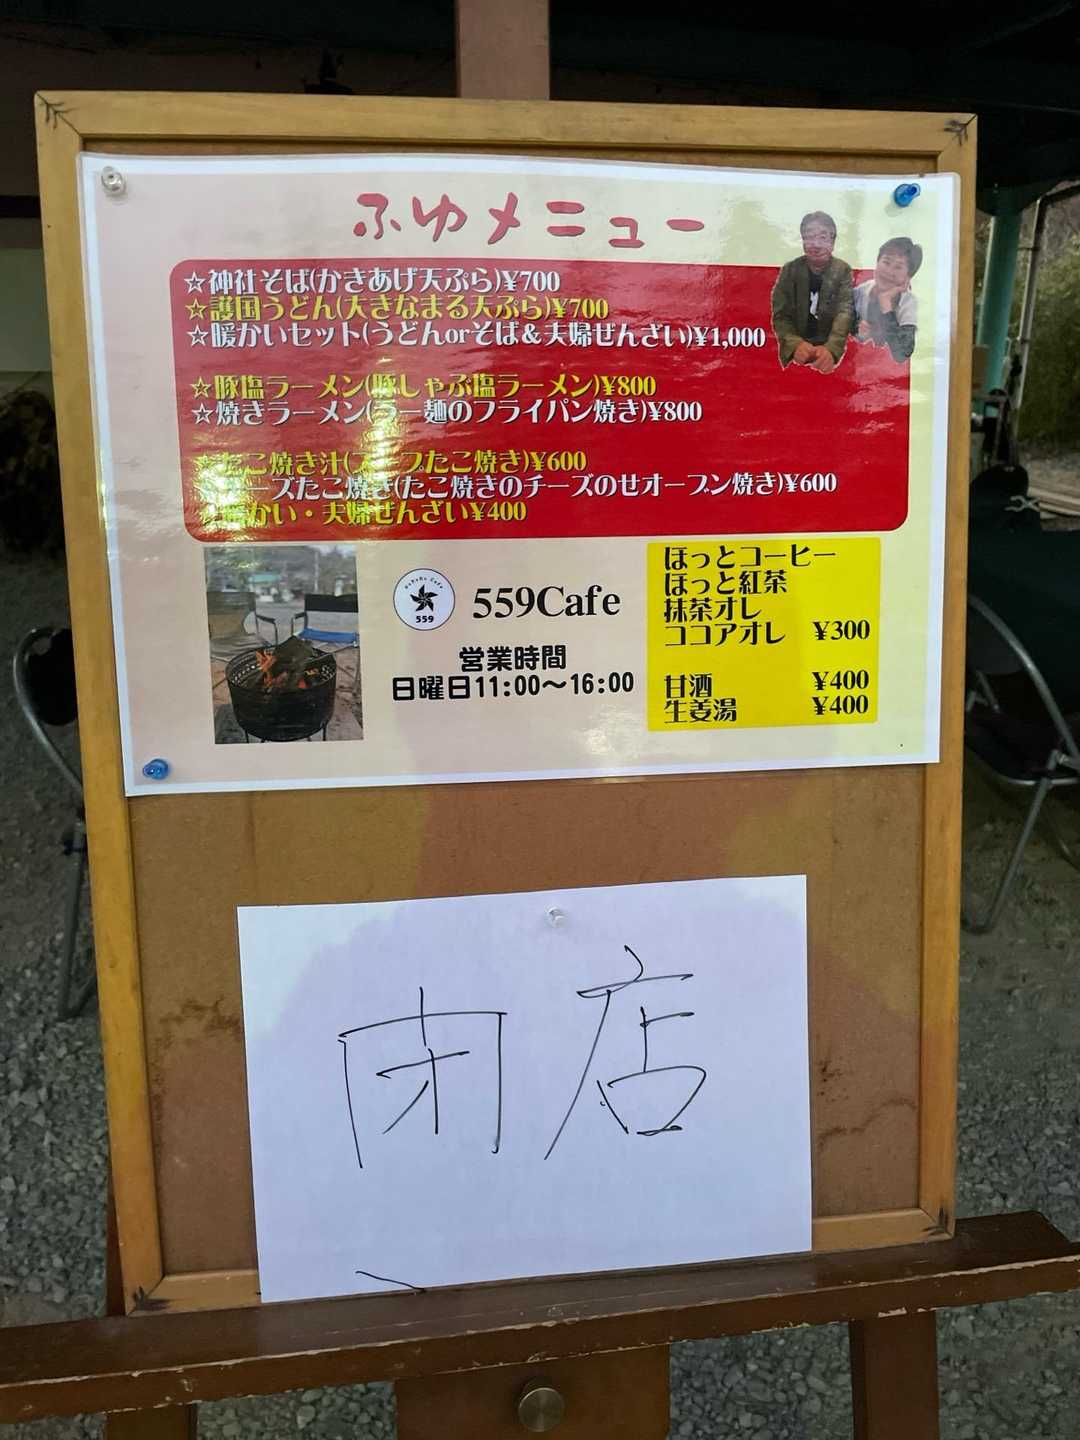 ふゆメニュー
☆神社そば(かきあげ天ぷら)¥700
☆護国うどん(大きなまる天ぷら)¥700
☆暖かいセット(うどんorそば&夫婦ぜんざい)¥1,000
☆豚塩ラーメン(豚しゃぶ塩ラーメン)¥800
☆焼きラーメン(ラー麺のフライパン焼き)¥800
☆たこ焼き汁(スープたこ焼き)¥600
☆チーズたこ焼き(たこ焼きのチーズのせオーブン焼き)¥600
☆暖かい・夫婦ぜんざい¥400
559
559Cafe
営業時間
日曜日11:00~16:00
ほっとコーヒー
ほっと紅茶
抹茶オレ
ココアオレ ¥300
甘酒 ¥400
生姜湯 ¥400
閉店